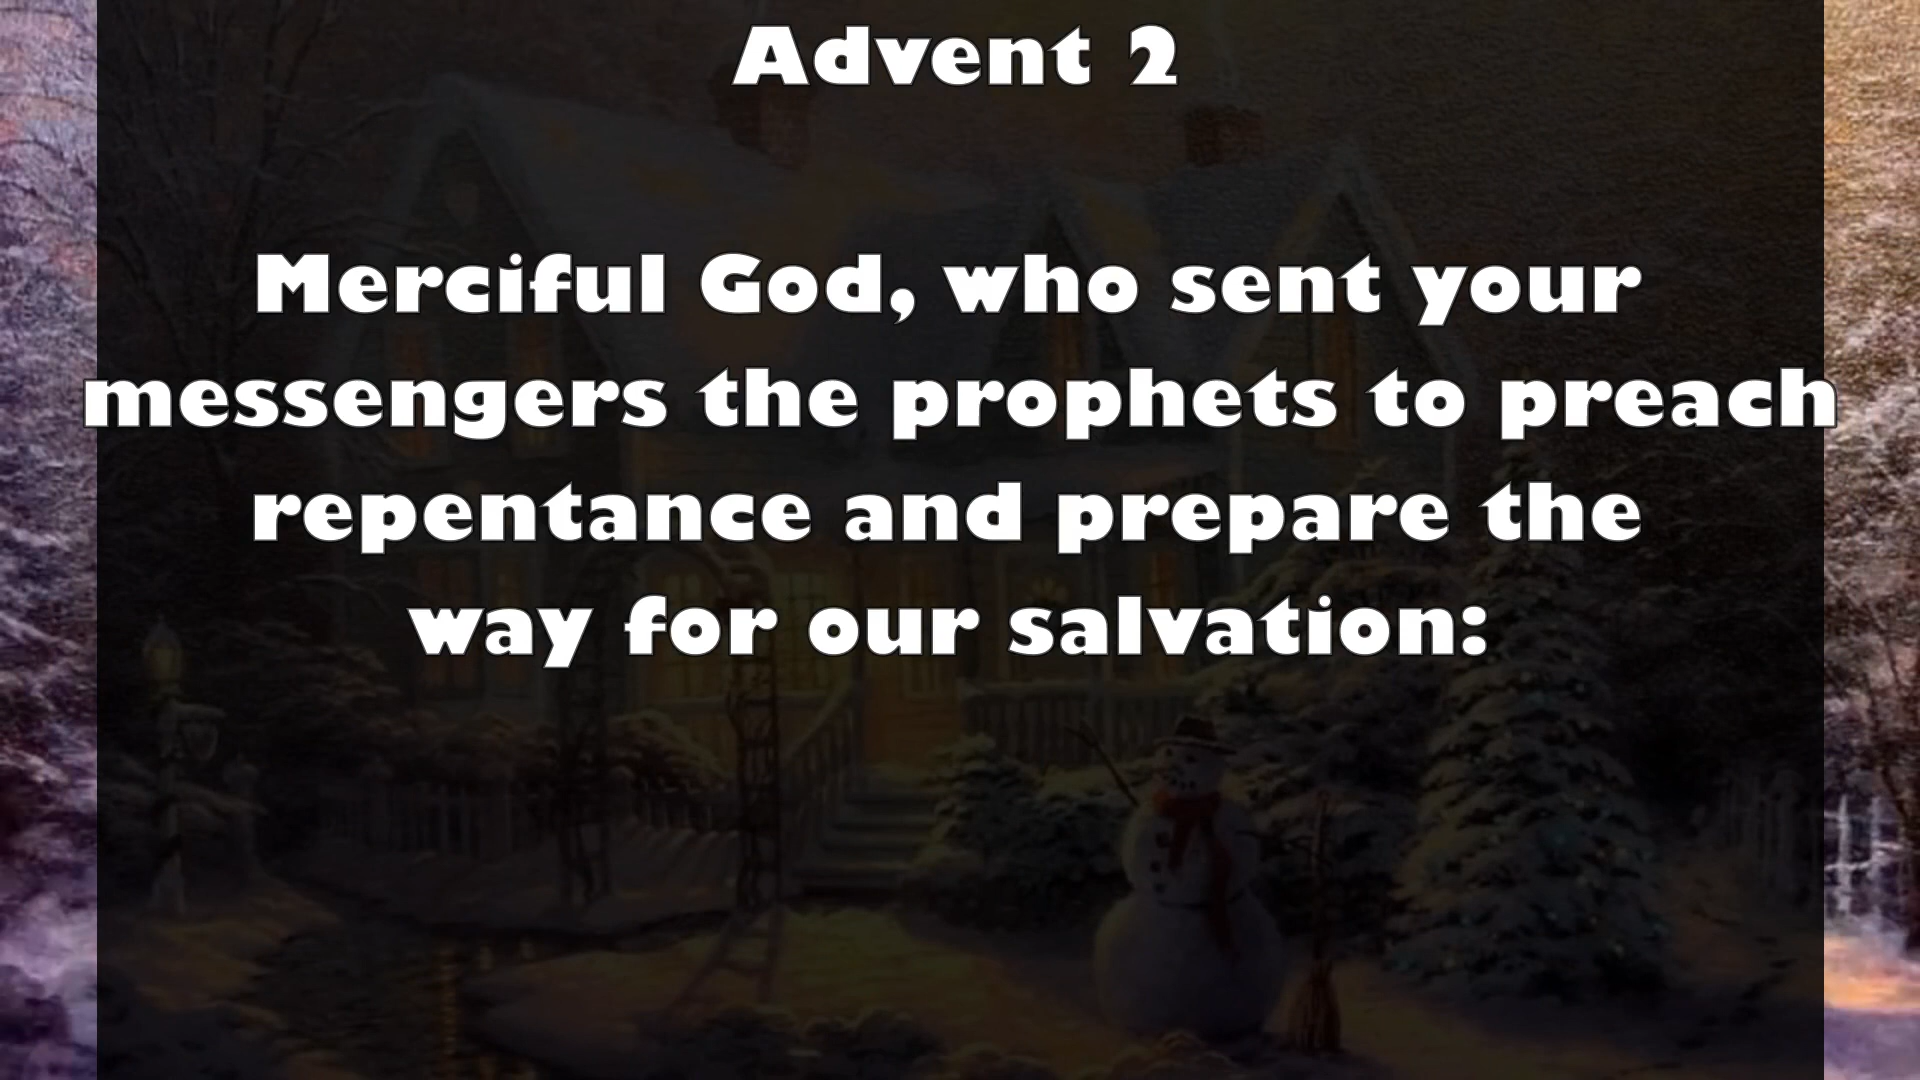 Advent 2
Merciful God, who sent your
messengers the prophets to preach
repentance and prepare the
way for our salvation: